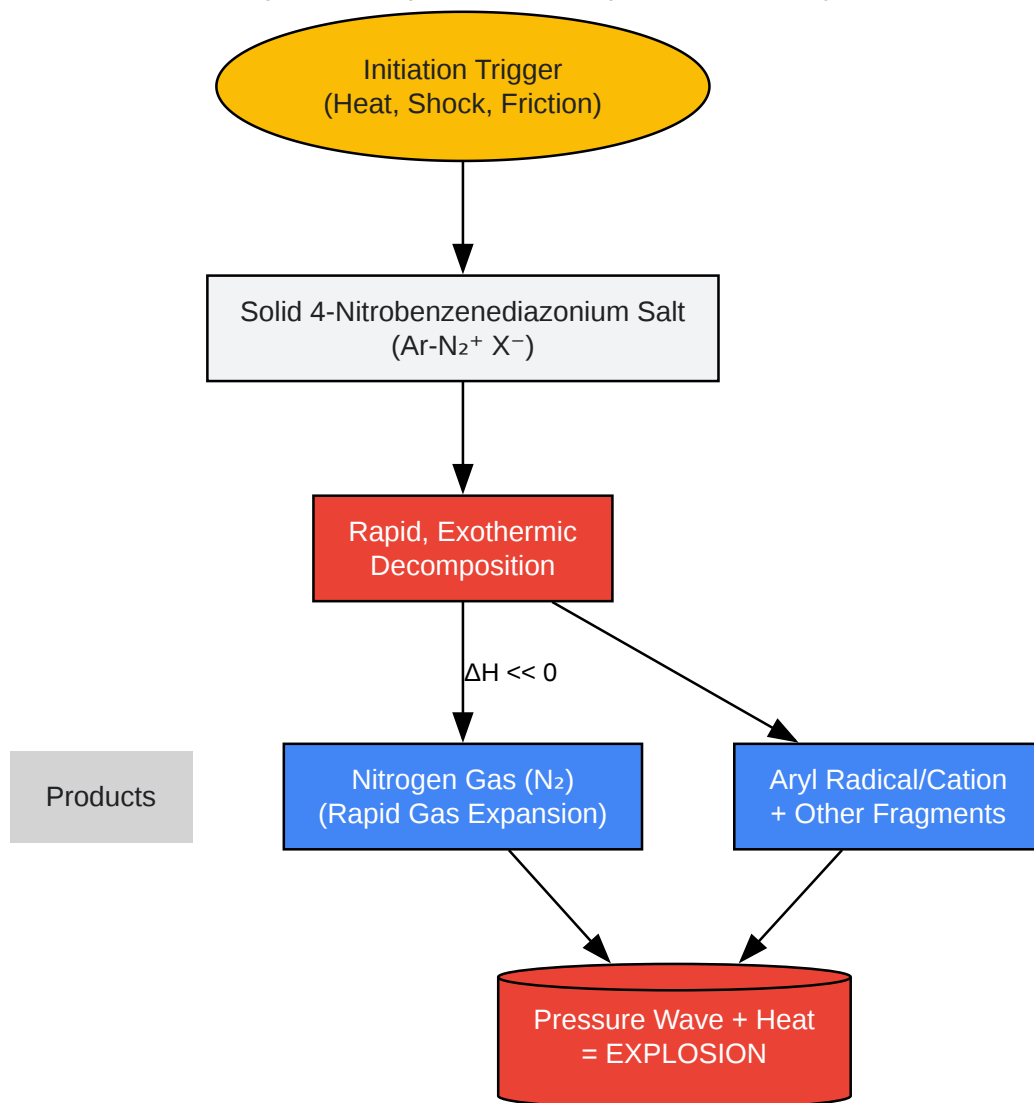 Initiation Trigger
(Heat, Shock, Friction)
Solid 4-Nitrobenzenediazonium Salt
(Ar-N₂⁺ X⁻)
Rapid, Exothermic
Decomposition
ΔH << 0
Products
Nitrogen Gas (N₂)
(Rapid Gas Expansion)
Aryl Radical/Cation
+ Other Fragments
Pressure Wave + Heat
= EXPLOSION